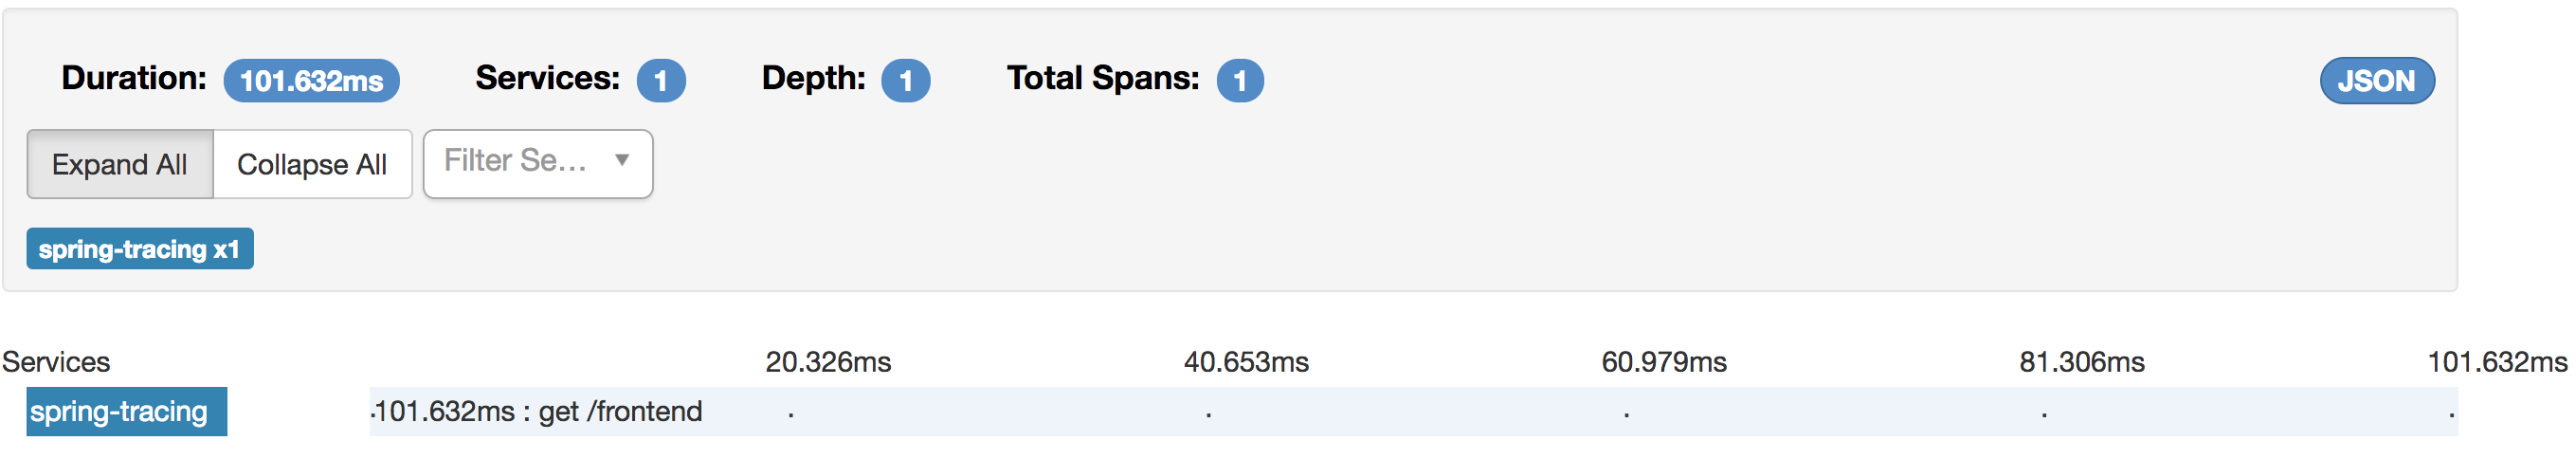 Duration: 101.632ms Services: 1 Depth: 1 Total Spans: 1 JSON
Expand All Collapse All Filter Se...
spring-tracing x1
Services 20.326ms 40.653ms 60.979ms 81.306ms 101.632ms
spring-tracing ·101.632ms : get /frontend . . . . .